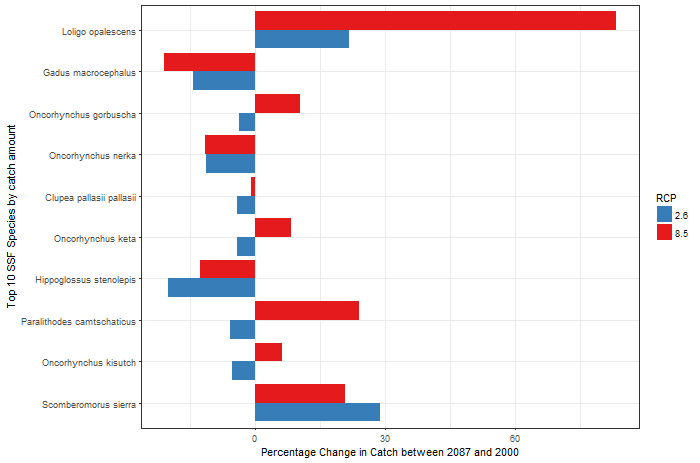 Top 10 SSF Species by catch amount
Loligo opalescens
Gadus macrocephalus
Oncorhynchus gorbuscha
Oncorhynchus nerka
Clupea pallasii pallasii
Oncorhynchus keta
Hippoglossus stenolepis
Paralithodes camtschaticus
Oncorhynchus kisutch
Scomberomorus sierra
0 30 60
Percentage Change in Catch between 2087 and 2000
RCP
2.6
8.5